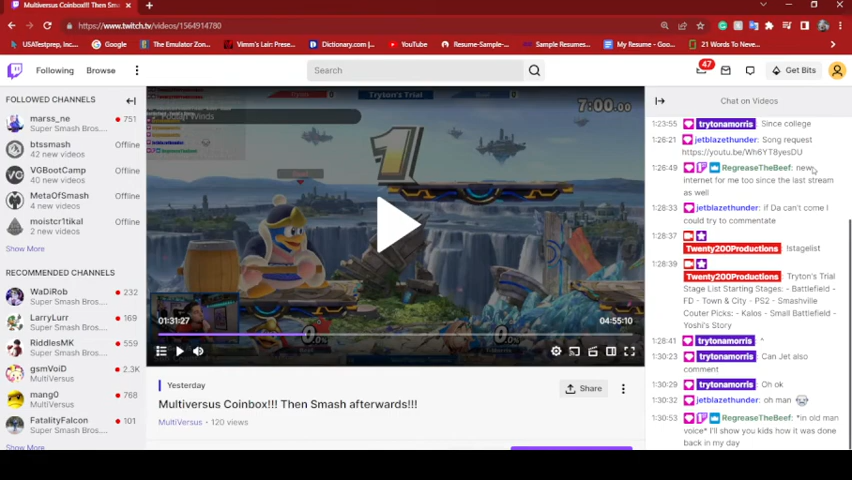 Multiversus Coinbox!!! Then Sma
https://www.twitch.tv/videos/1564914780
USATestprep, Inc....
Google
The Emulator Zon...
Vimm's Lair: Prese...
Dictionary.com |...
YouTube
Resume-Sample-...
Sample Resumes...
My Resume - Goo...
21 Words To Neve...
Following
Browse
Search
47
Get Bits
FOLLOWED CHANNELS
marss_ne
751
Super Smash Bros....
btssmash
Offline
42 new videos
VGBootCamp
Offline
40 new videos
MetaOfSmash
Offline
4 new videos
moistcr1tikal
Offline
2 new videos
Show More
RECOMMENDED CHANNELS
WaDiRob
232
Super Smash Bros....
LarryLurr
169
Super Smash Bros....
RiddlesMK
559
Super Smash Bros....
gsmVoiD
2.3K
MultiVersus
mang0
768
MultiVersus
FatalityFalcon
101
Super Smash Bros....
Show More
Tryton's Trial
7:00.00
Winds
1
01:31:27
04:55:10
Yesterday
Share
Multiversus Coinbox!!! Then Smash afterwards!!!
MultiVersus • 120 views
Chat on Videos
1:23:55 trytonamorris Since college
1:26:21 jetblazethunder: Song request
https://youtu.be/Wh6YT8yesDU
1:26:49 RegreaseTheBeef: new
internet for me too since the last stream
as well
1:28:33 jetblazethunder: if Da can't come I
could try to commentate
1:28:37
Twenty200Productions !stagelist
1:28:39
Twenty200Productions Tryton's Trial
Stage List Starting Stages: - Battlefield -
FD - Town & City - PS2 - Smashville
Couter Picks: - Kalos - Small Battlefield -
Yoshi's Story
1:28:41 trytonamorris ^
1:30:23 trytonamorris Can Jet also
comment
1:30:29 trytonamorris Oh ok
1:30:32 jetblazethunder: oh man
1:30:53 RegreaseTheBeef: *in old man
voice* I'll show you kids how it was done
back in my day